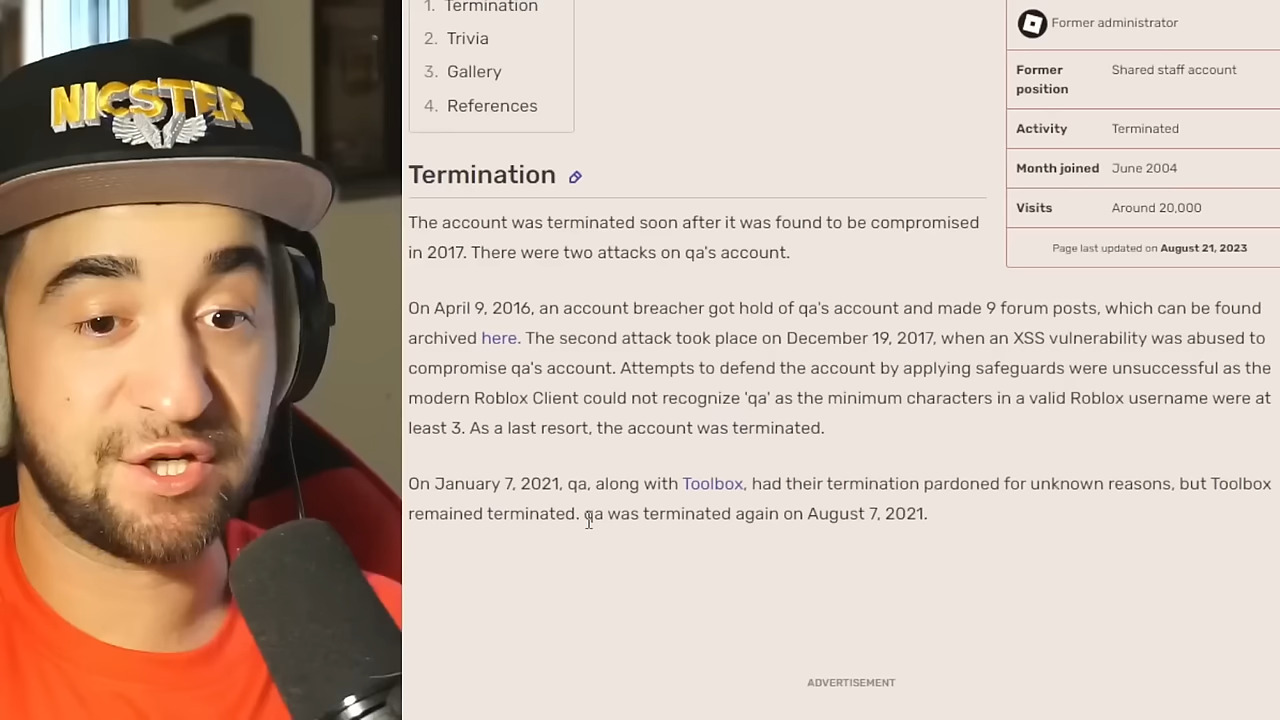 NICSTER
1. Termination
2. Trivia
3. Gallery
4. References
Former administrator
Former position Shared staff account
Activity Terminated
Month joined June 2004
Visits Around 20,000
Page last updated on August 21, 2023
Termination
The account was terminated soon after it was found to be compromised
in 2017. There were two attacks on qa's account.
On April 9, 2016, an account breacher got hold of qa's account and made 9 forum posts, which can be found
archived here. The second attack took place on December 19, 2017, when an XSS vulnerability was abused to
compromise qa's account. Attempts to defend the account by applying safeguards were unsuccessful as the
modern Roblox Client could not recognize 'qa' as the minimum characters in a valid Roblox username were at
least 3. As a last resort, the account was terminated.
On January 7, 2021, qa, along with Toolbox, had their termination pardoned for unknown reasons, but Toolbox
remained terminated. qa was terminated again on August 7, 2021.
ADVERTISEMENT